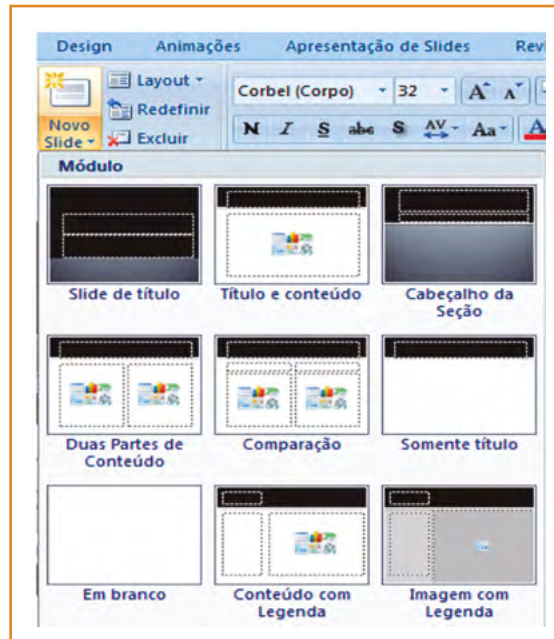 Design Animações Apresentação de Slides Revi
Layout
Corbel (Corpo) 32 A A
Redefinir
Novo
N I S abc S AV Aa A
Slide
Excluir
Módulo
Slide de título Título e conteúdo Cabeçalho da
Seção
Duas Partes de Comparação Somente título
Conteúdo
Em branco Conteúdo com Imagem com
Legenda Legenda